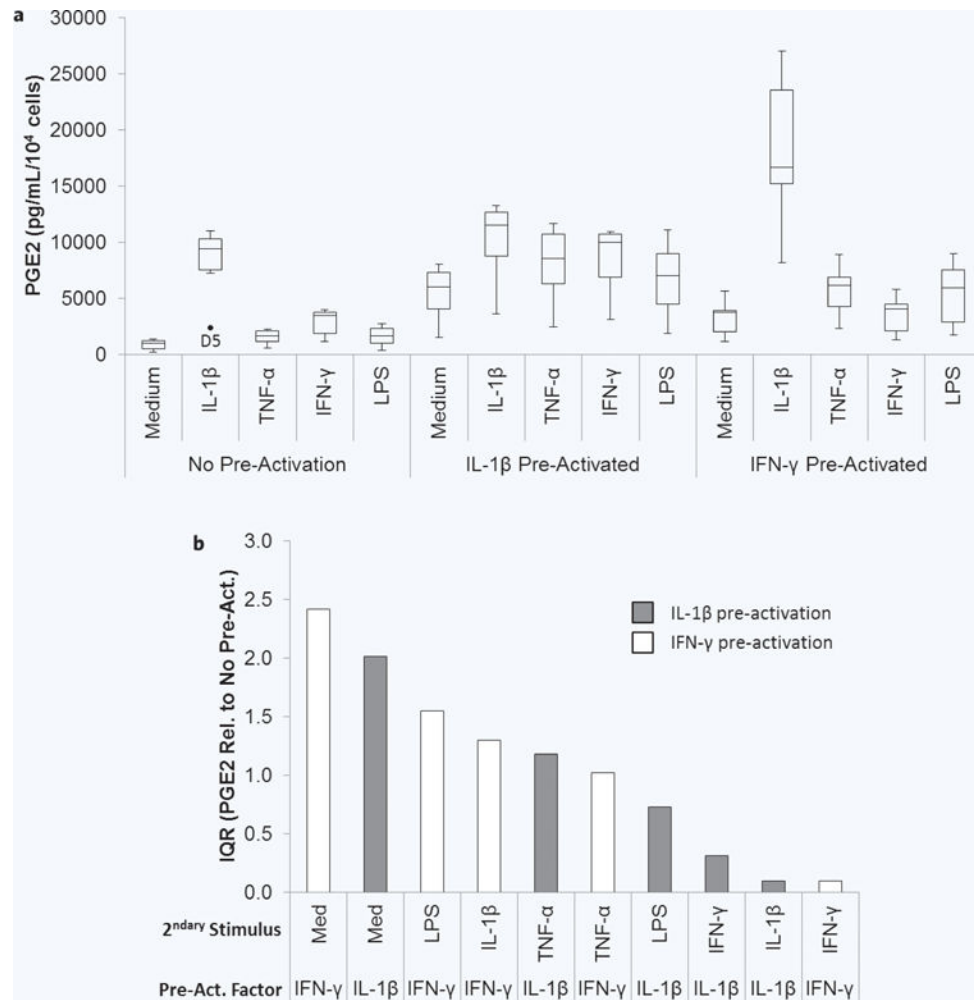 a
PGE2 (pg/mL/10⁴ cells)
30000
25000
20000
15000
10000
5000
0
D5
Medium
IL-1β
TNF-α
IFN-γ
LPS
Medium
IL-1β
TNF-α
IFN-γ
LPS
Medium
IL-1β
TNF-α
IFN-γ
LPS
No Pre-Activation
IL-1β Pre-Activated
IFN-γ Pre-Activated
b
IQR (PGE2 Rel. to No Pre-Act.)
3.0
2.5
2.0
1.5
1.0
0.5
0.0
IL-1β pre-activation
IFN-γ pre-activation
2ndary Stimulus
Med
Med
LPS
IL-1β
TNF-α
TNF-α
LPS
IFN-γ
IL-1β
IFN-γ
Pre-Act. Factor
IFN-γ
IL-1β
IFN-γ
IFN-γ
IL-1β
IFN-γ
IL-1β
IL-1β
IL-1β
IFN-γ